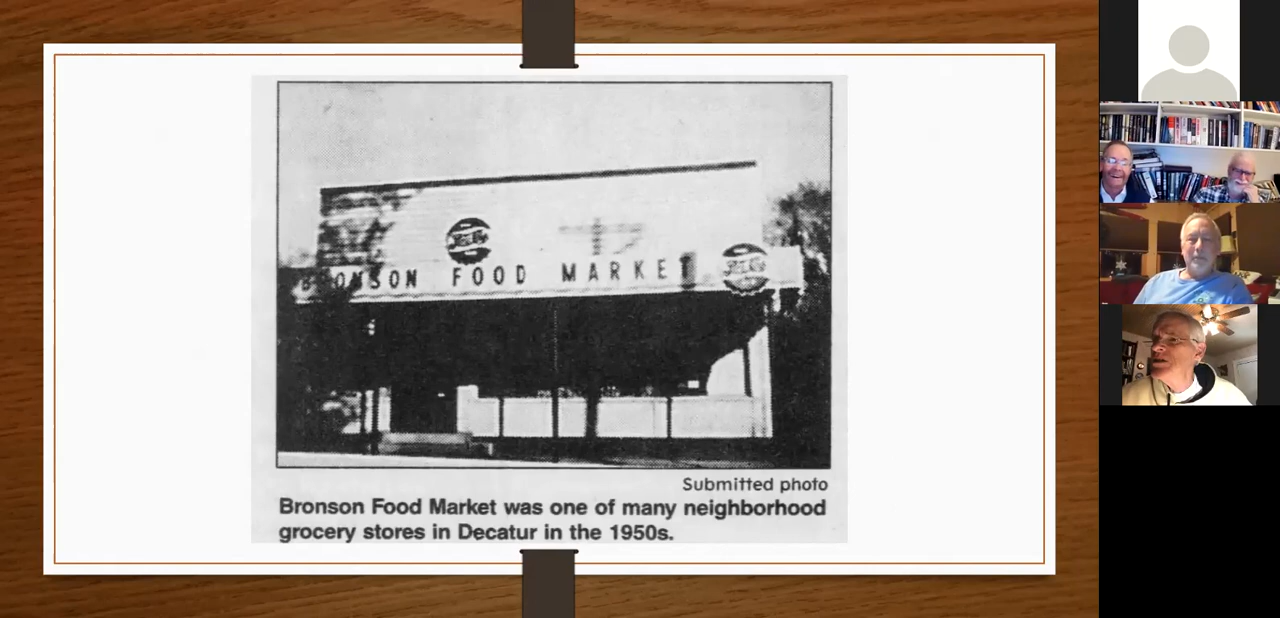 BRONSON FOOD MARKET
Submitted photo
Bronson Food Market was one of many neighborhood
grocery stores in Decatur in the 1950s.